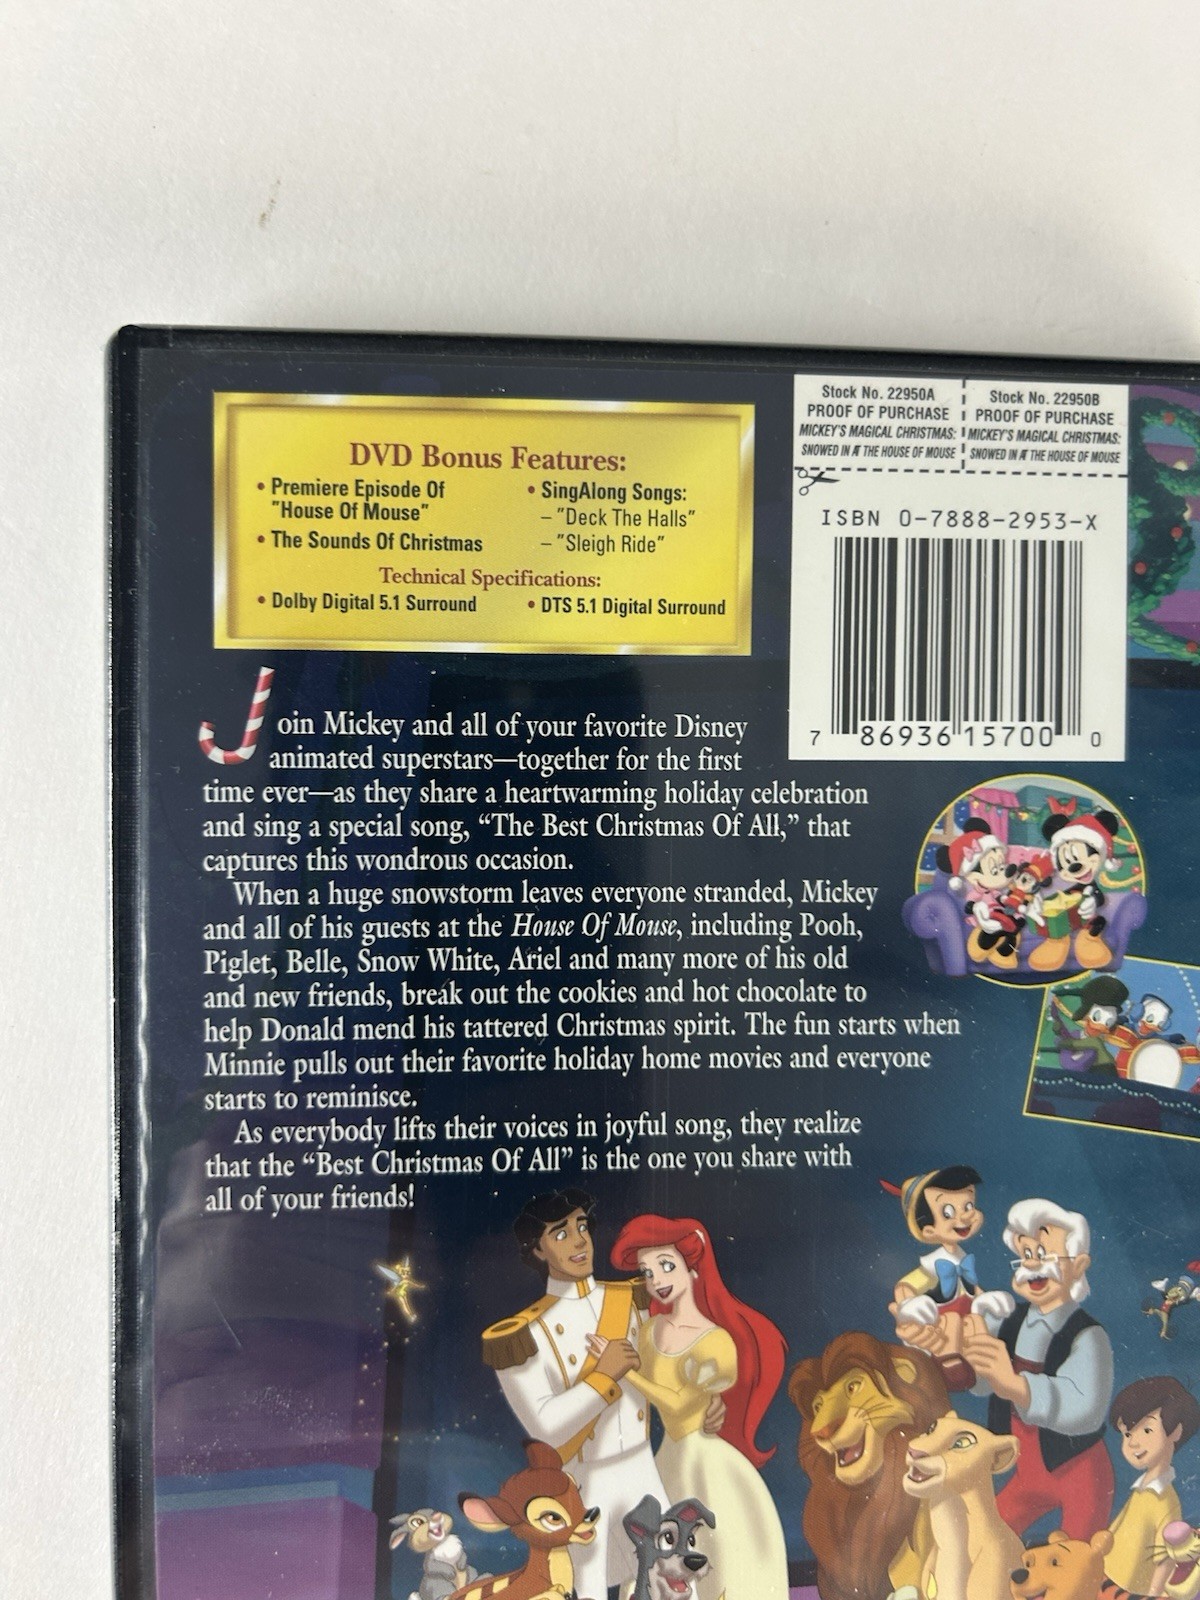 DVD Bonus Features:
• Premiere Episode Of
"House Of Mouse"
• The Sounds Of Christmas
• SingAlong Songs:
– "Deck The Halls"
– "Sleigh Ride"
Technical Specifications:
• Dolby Digital 5.1 Surround
• DTS 5.1 Digital Surround
Stock No. 22950A
PROOF OF PURCHASE
MICKEY'S MAGICAL CHRISTMAS:
SNOWED IN AT THE HOUSE OF MOUSE
Stock No. 22950B
PROOF OF PURCHASE
MICKEY'S MAGICAL CHRISTMAS:
SNOWED IN AT THE HOUSE OF MOUSE
ISBN 0-7888-2953-X
7 86936 15700 0
Join Mickey and all of your favorite Disney
animated superstars—together for the first
time ever—as they share a heartwarming holiday celebration
and sing a special song, “The Best Christmas Of All,” that
captures this wondrous occasion.
When a huge snowstorm leaves everyone stranded, Mickey
and all of his guests at the House Of Mouse, including Pooh,
Piglet, Belle, Snow White, Ariel and many more of his old
and new friends, break out the cookies and hot chocolate to
help Donald mend his tattered Christmas spirit. The fun starts when
Minnie pulls out their favorite holiday home movies and everyone
starts to reminisce.
As everybody lifts their voices in joyful song, they realize
that the “Best Christmas Of All” is the one you share with
all of your friends!